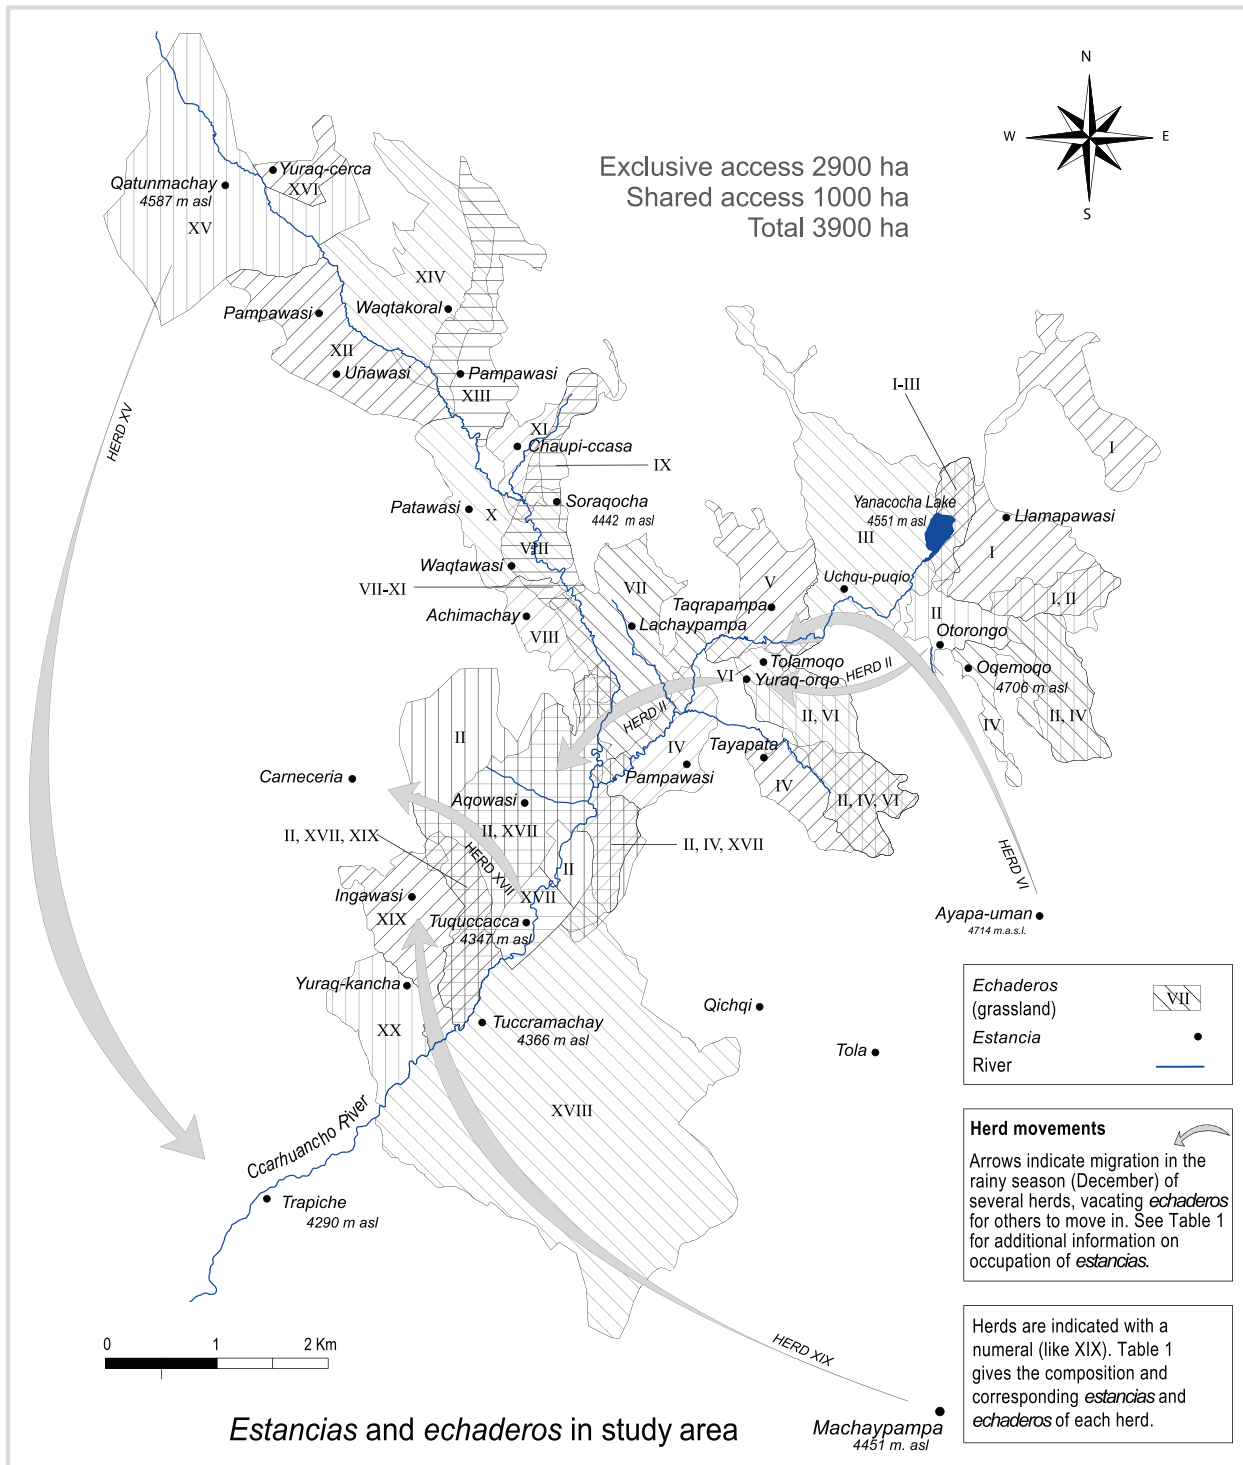 N
W
E
S
Exclusive access 2900 ha
Shared access 1000 ha
Total 3900 ha
Yuraq-cerca
XVI
Qatunmachay
4587 m asl
XV
XIV
Waqtakoral
Pampawasi
XII
Uñawasi
Pampawasi
XIII
HERD XV
I-III
XI
Chaupi-ccasa
I
IX
Soraqocha
4442 m asl
Patawasi
X
Yanacocha Lake
4551 m asl
III
Llamapawasi
I
VIII
Waqtawasi
VII-XI
VII
V
Uchqu-puqio
I, II
Achimachay
VIII
Taqrapampa
Lachaypampa
II
Otorongo
Tolamoqo
VI
Yuraq-orqo
HERD II
Oqemoqo
4706 m asl
HERD II
II, VI
IV
II, IV
II
IV
Tayapata
Carneceria
Pampawasi
IV
Aqowasi
II, IV, VI
II, XVII, XIX
II, XVII
II, IV, XVII
HERD XVII
II
HERD VI
Ingawasi
XVII
XIX
Tuquccacca
4347 m asl
Ayapa-uman
4714 m.a.s.l.
Yuraq-kancha
Qichqi
XX
Tuccramachay
4366 m asl
Tola
XVIII
Ccarhuancho River
Trapiche
4290 m asl
Echaderos
(grassland)
VII
Estancia
River
Herd movements
Arrows indicate migration in the
rainy season (December) of
several herds, vacating echaderos
for others to move in. See Table 1
for additional information on
occupation of estancias.
Herds are indicated with a
numeral (like XIX). Table 1
gives the composition and
corresponding estancias and
echaderos of each herd.
0
1
2 Km
HERD XIX
Estancias and echaderos in study area
Machaypampa
4451 m. asl